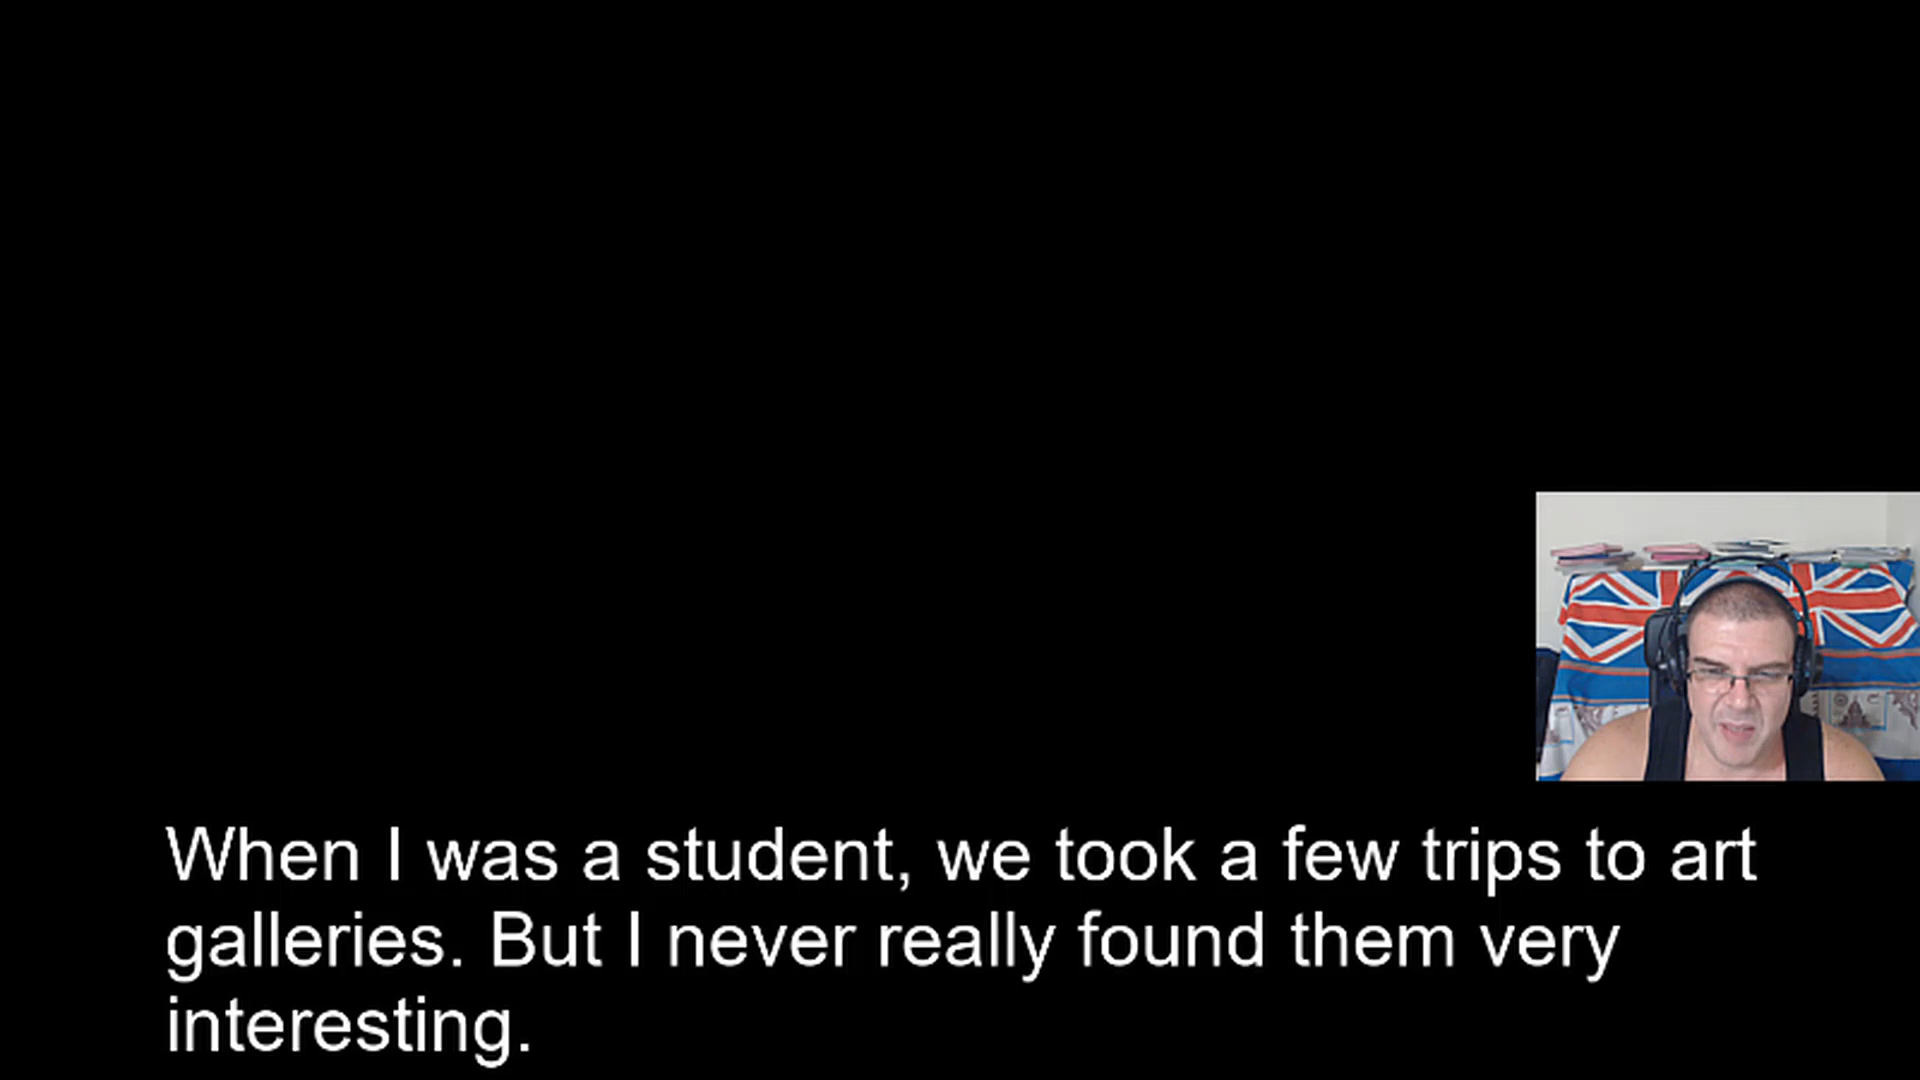 When I was a student, we took a few trips to art
galleries. But I never really found them very
interesting.